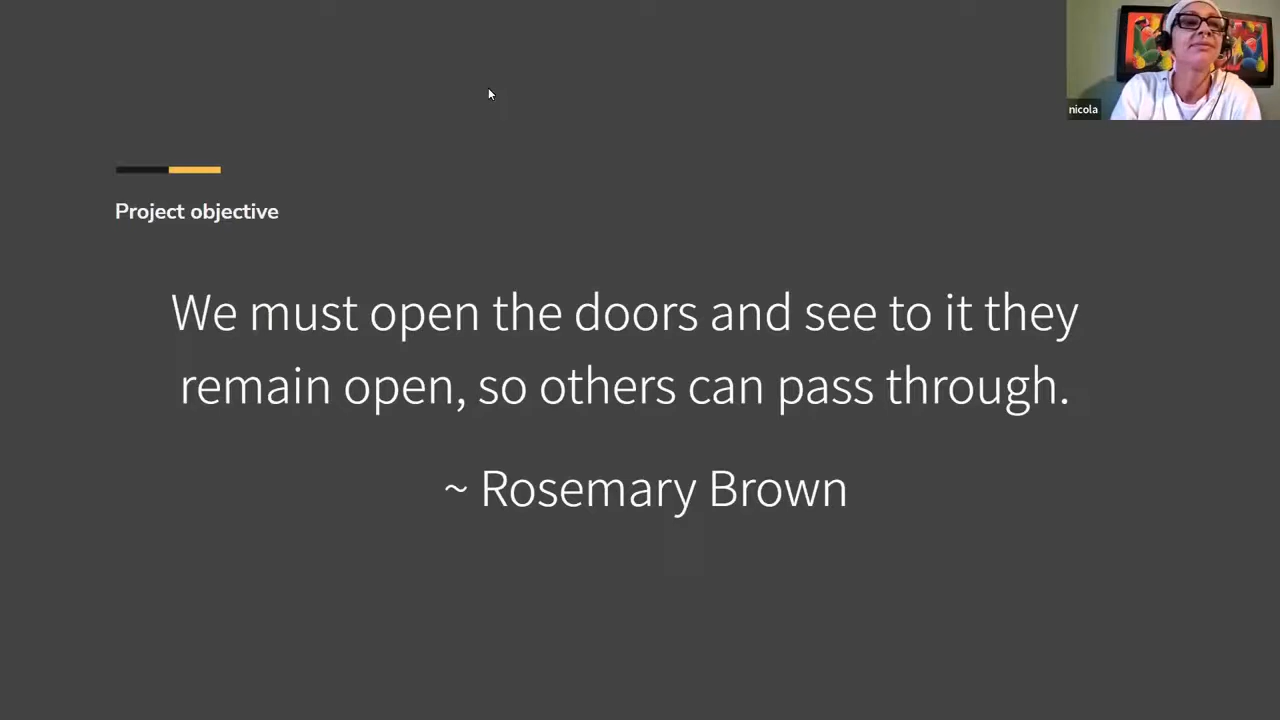 nicola
Project objective
We must open the doors and see to it they
remain open, so others can pass through.
~ Rosemary Brown